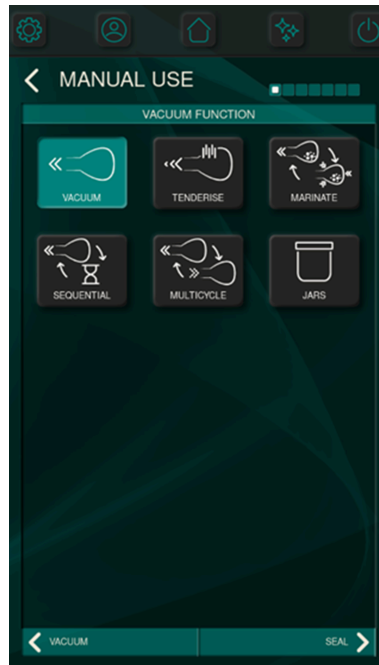 MANUAL USE
VACUUM FUNCTION
VACUUM
TENDERISE
MARINATE
SEQUENTIAL
MULTICYCLE
JARS
VACUUM
SEAL